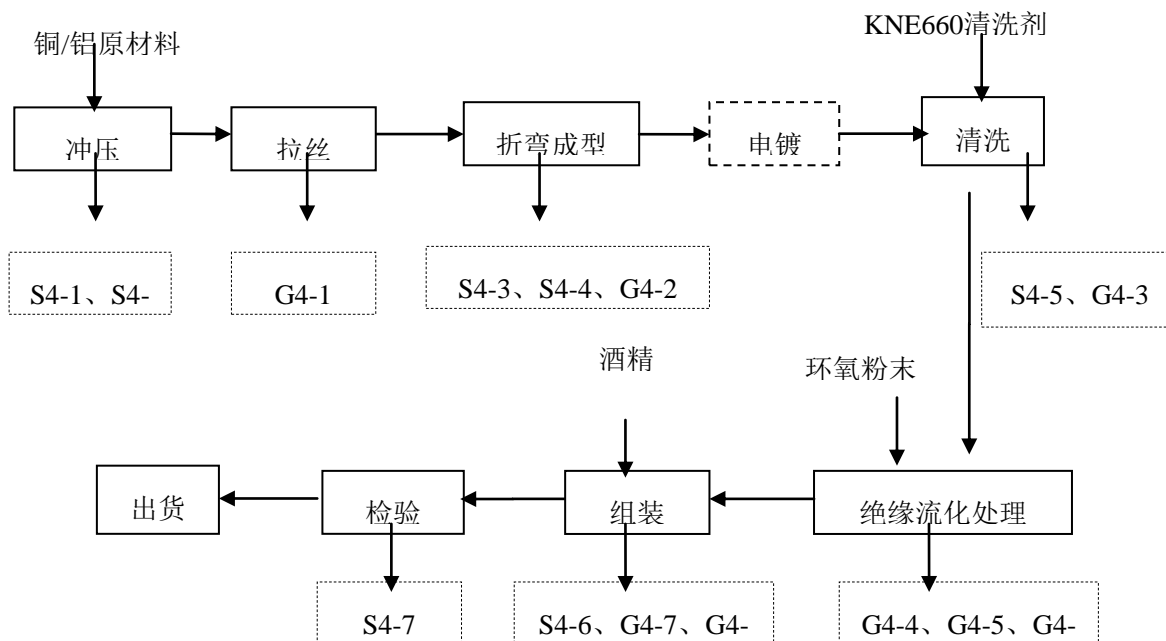 铜/铝原材料
KNE660清洗剂
冲压
拉丝
折弯成型
电镀
清洗
S4-1、S4-
G4-1
S4-3、S4-4、G4-2
S4-5、G4-3
酒精
环氧粉末
出货
检验
组装
绝缘流化处理
S4-7
S4-6、G4-7、G4-
G4-4、G4-5、G4-